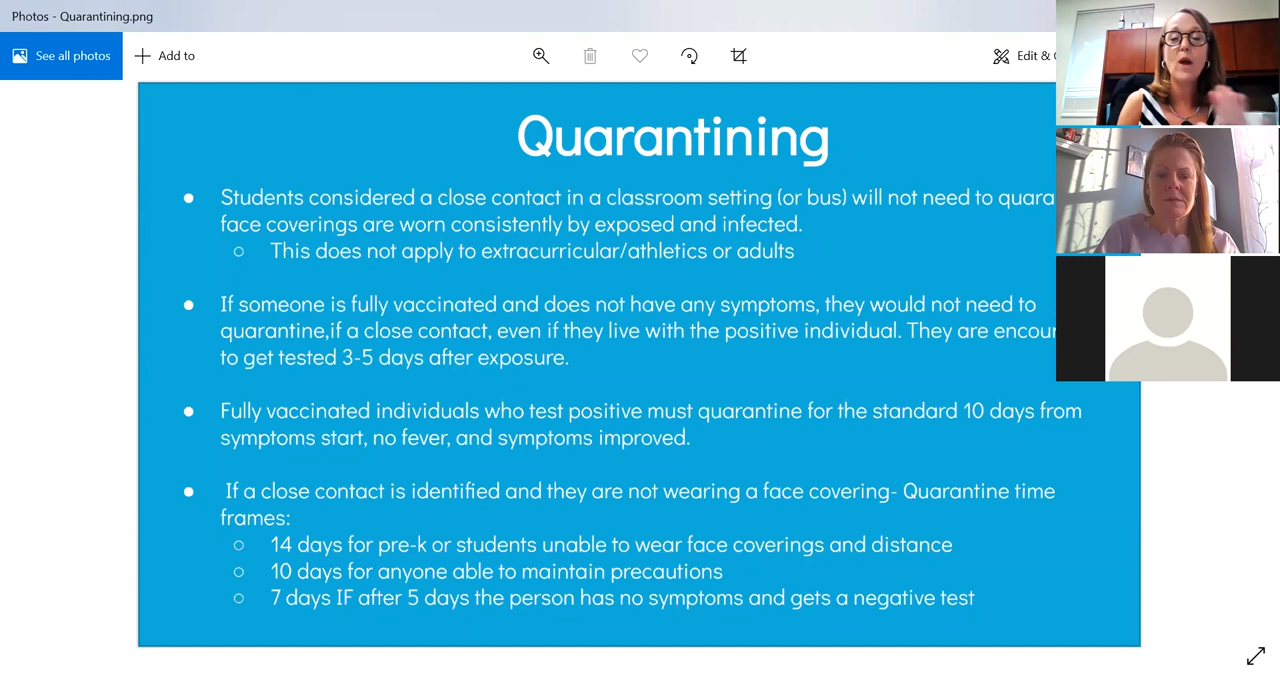 Photos - Quarantining.png
See all photos
Add to
Edit &
Quarantining
● Students considered a close contact in a classroom setting (or bus) will not need to quara
face coverings are worn consistently by exposed and infected.
○ This does not apply to extracurricular/athletics or adults
● If someone is fully vaccinated and does not have any symptoms, they would not need to
quarantine,if a close contact, even if they live with the positive individual. They are encour
to get tested 3-5 days after exposure.
● Fully vaccinated individuals who test positive must quarantine for the standard 10 days from
symptoms start, no fever, and symptoms improved.
● If a close contact is identified and they are not wearing a face covering- Quarantine time
frames:
○ 14 days for pre-k or students unable to wear face coverings and distance
○ 10 days for anyone able to maintain precautions
○ 7 days IF after 5 days the person has no symptoms and gets a negative test